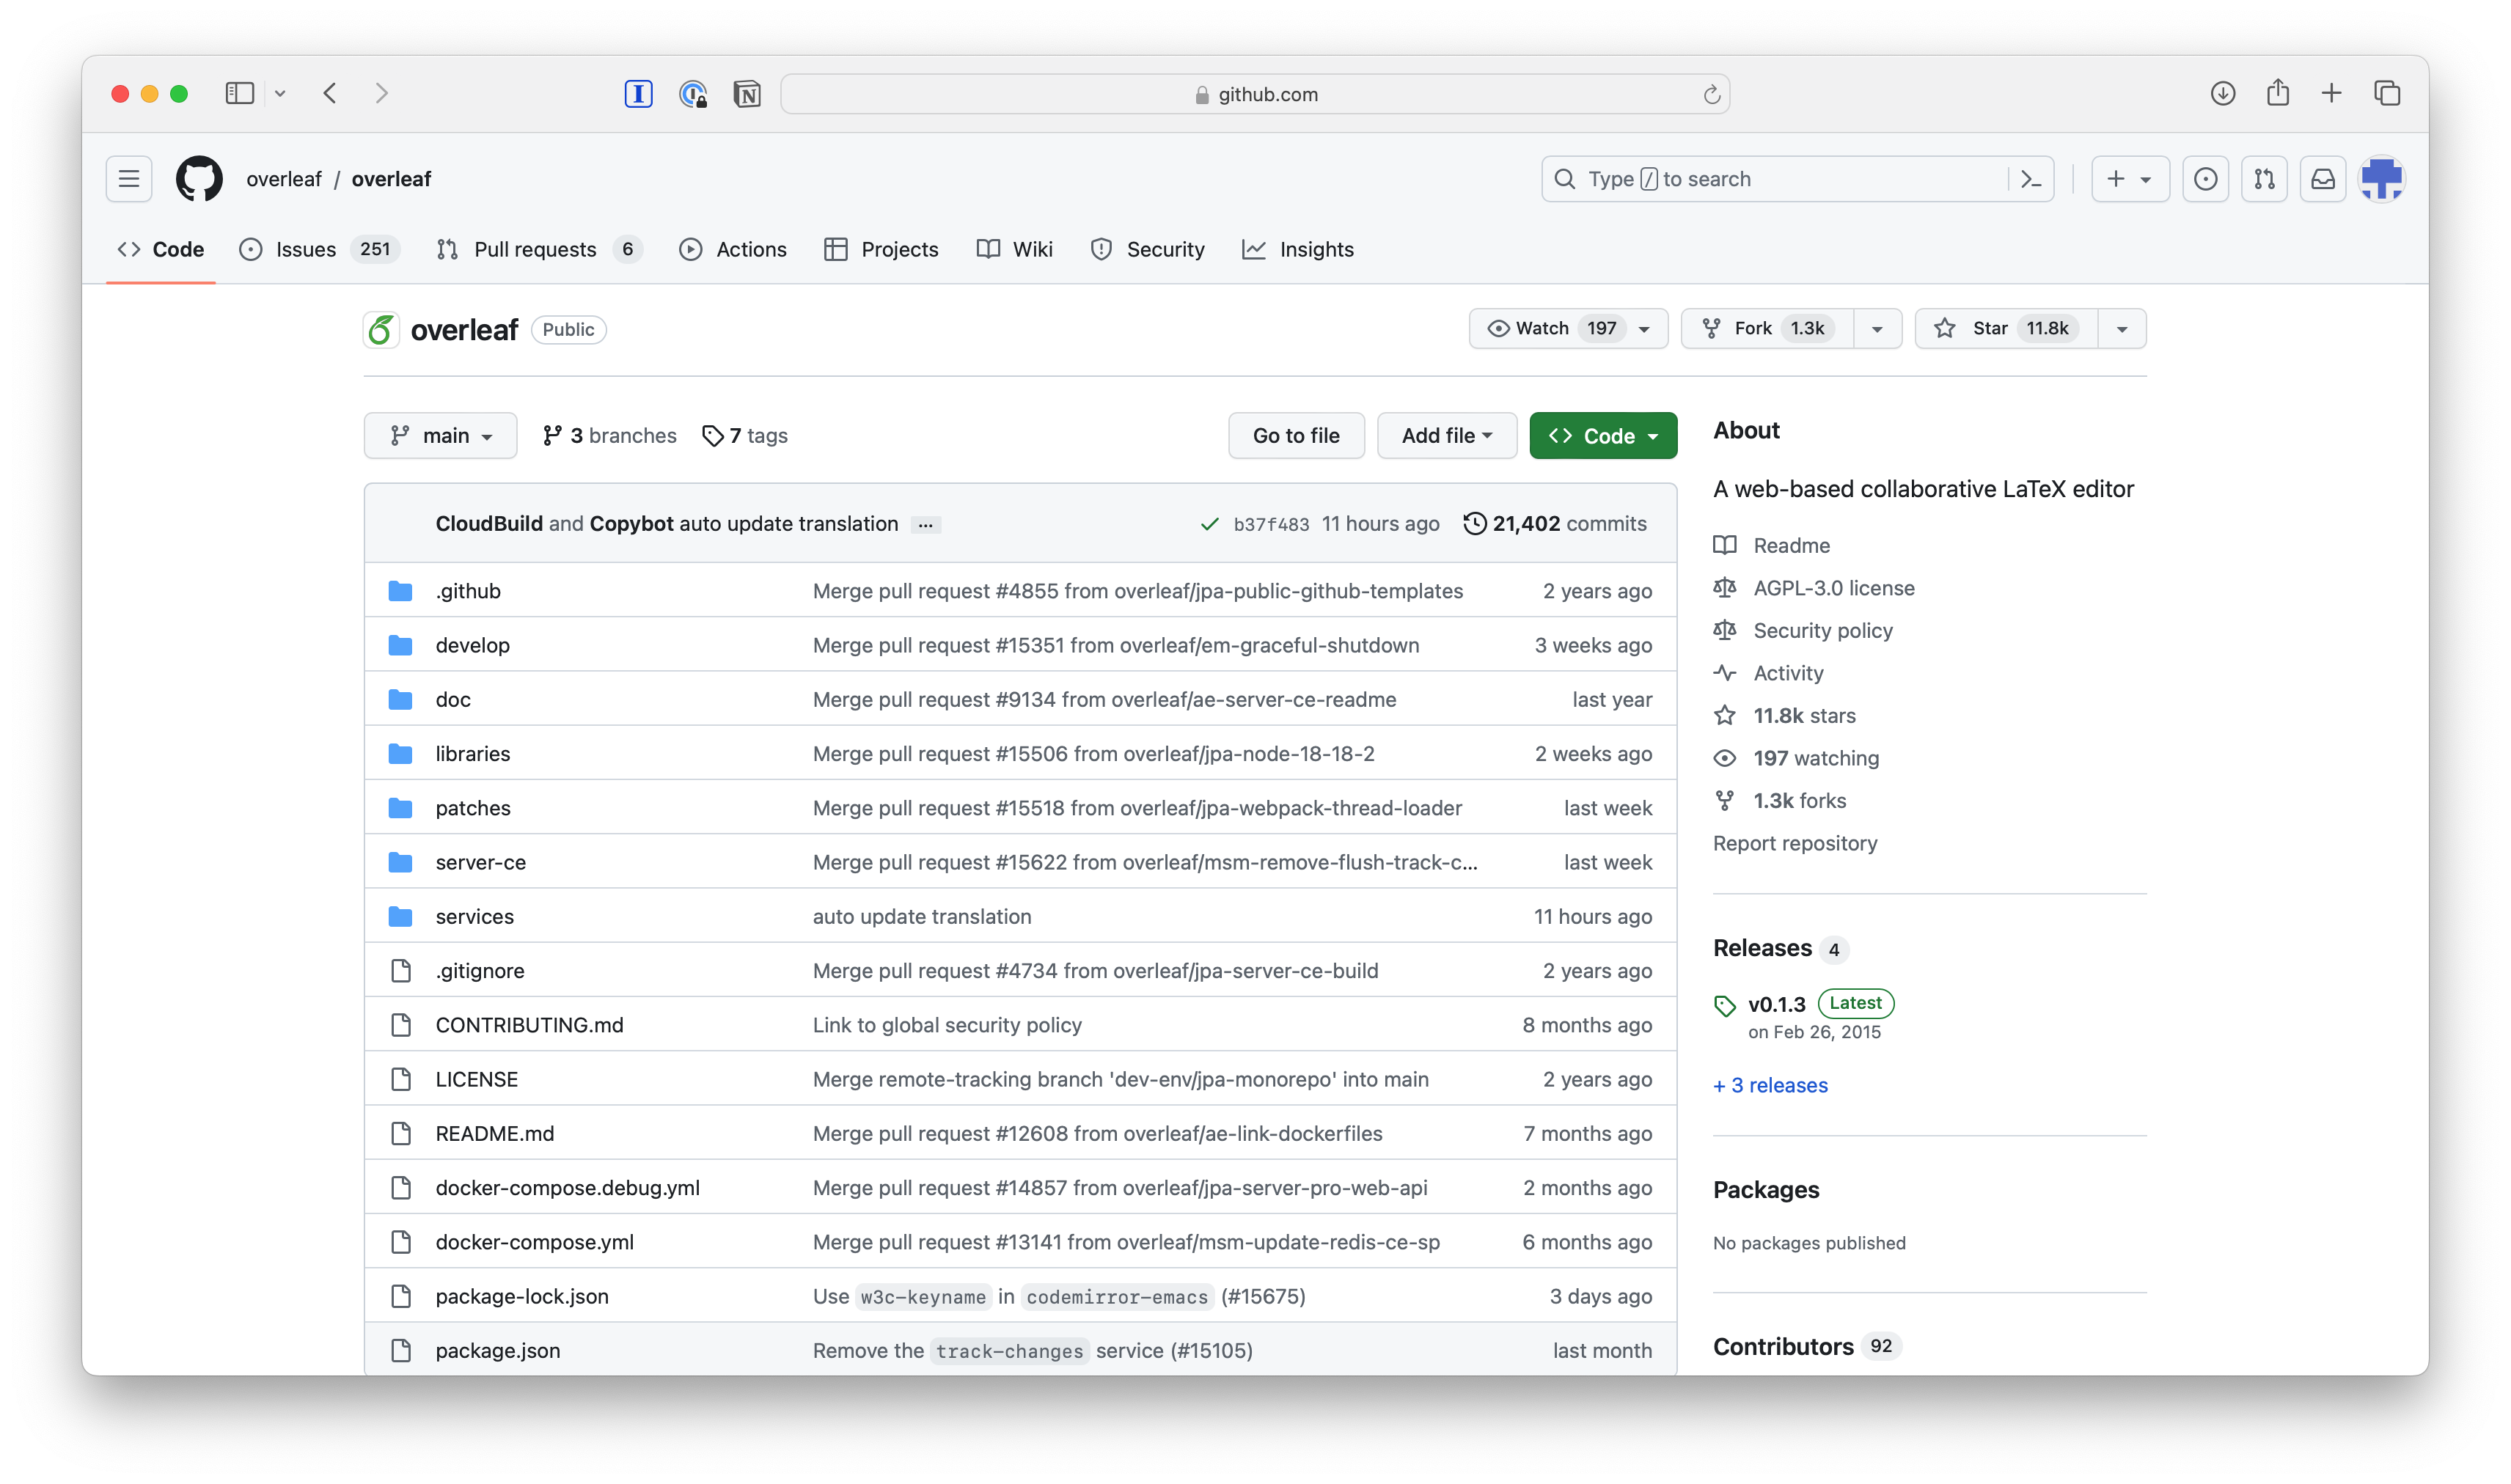 github.com
overleaf / overleaf
Type / to search
Code Issues 251 Pull requests 6 Actions Projects Wiki Security Insights
overleaf Public
Watch 197 Fork 1.3k Star 11.8k
main 3 branches 7 tags Go to file Add file Code
CloudBuild and Copybot auto update translation ... b37f483 11 hours ago 21,402 commits
.github Merge pull request #4855 from overleaf/jpa-public-github-templates 2 years ago
develop Merge pull request #15351 from overleaf/em-graceful-shutdown 3 weeks ago
doc Merge pull request #9134 from overleaf/ae-server-ce-readme last year
libraries Merge pull request #15506 from overleaf/jpa-node-18-18-2 2 weeks ago
patches Merge pull request #15518 from overleaf/jpa-webpack-thread-loader last week
server-ce Merge pull request #15622 from overleaf/msm-remove-flush-track-c... last week
services auto update translation 11 hours ago
.gitignore Merge pull request #4734 from overleaf/jpa-server-ce-build 2 years ago
CONTRIBUTING.md Link to global security policy 8 months ago
LICENSE Merge remote-tracking branch 'dev-env/jpa-monorepo' into main 2 years ago
README.md Merge pull request #12608 from overleaf/ae-link-dockerfiles 7 months ago
docker-compose.debug.yml Merge pull request #14857 from overleaf/jpa-server-pro-web-api 2 months ago
docker-compose.yml Merge pull request #13141 from overleaf/msm-update-redis-ce-sp 6 months ago
package-lock.json Use w3c-keyname in codemirror-emacs (#15675) 3 days ago
package.json Remove the track-changes service (#15105) last month
About
A web-based collaborative LaTeX editor
Readme
AGPL-3.0 license
Security policy
Activity
11.8k stars
197 watching
1.3k forks
Report repository
Releases 4
v0.1.3 Latest
on Feb 26, 2015
+ 3 releases
Packages
No packages published
Contributors 92